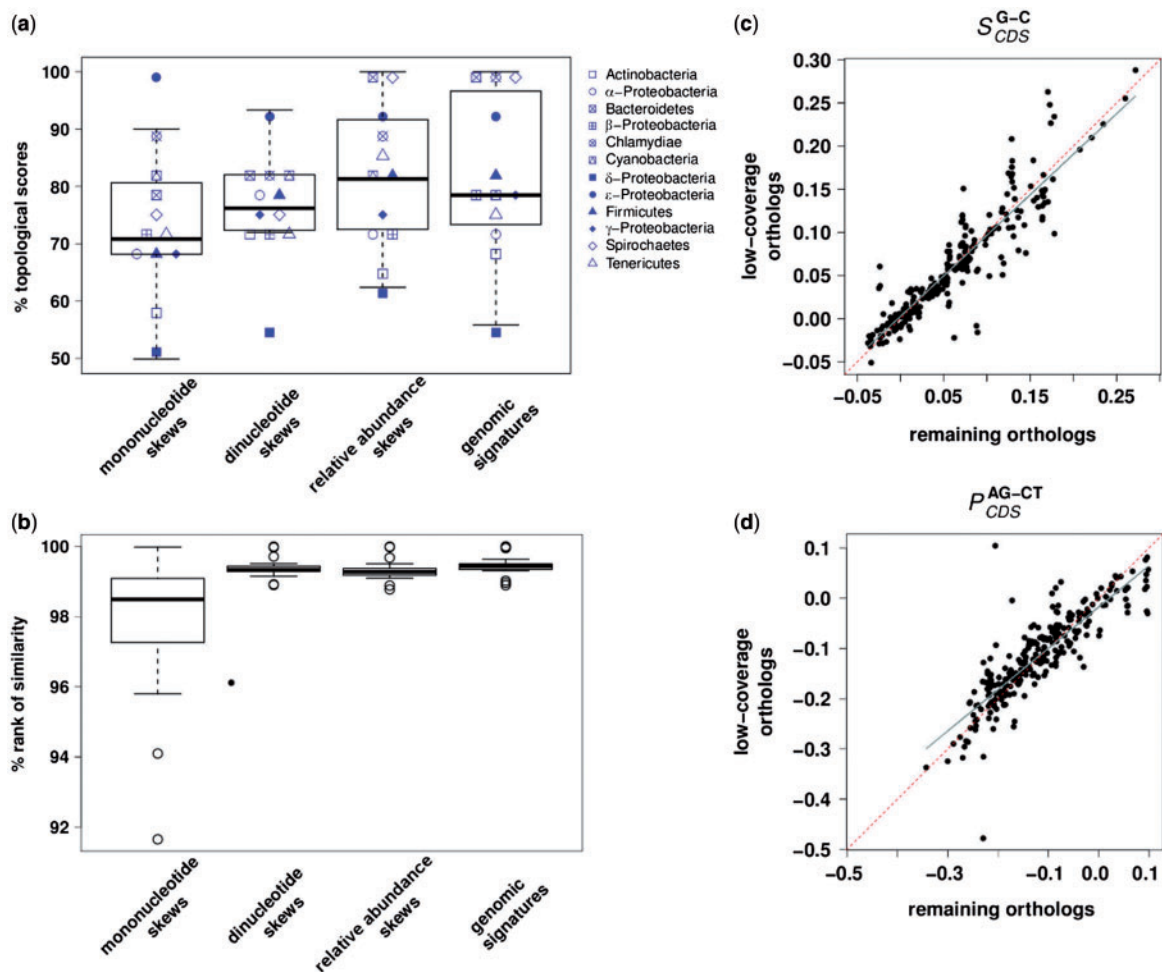 (a)
% topological scores
100
90
80
70
60
50
mononucleotide
skews
dinucleotide
skews
relative abundance
skews
genomic
signatures
Actinobacteria
α−Proteobacteria
Bacteroidetes
β−Proteobacteria
Chlamydiae
Cyanobacteria
δ−Proteobacteria
ε−Proteobacteria
Firmicutes
γ−Proteobacteria
Spirochaetes
Tenericutes
(b)
% rank of similarity
100
98
96
94
92
mononucleotide
skews
dinucleotide
skews
relative abundance
skews
genomic
signatures
(c)
S CDS G-C
low-coverage
orthologs
0.30
0.20
0.15
0.10
0.05
0.00
−0.05
−0.05 0.05 0.15 0.25
remaining orthologs
(d)
P CDS AG-CT
low-coverage
orthologs
0.1
0.0
−0.1
−0.2
−0.3
−0.4
−0.5
−0.5 −0.3 −0.1 0.0 0.1
remaining orthologs